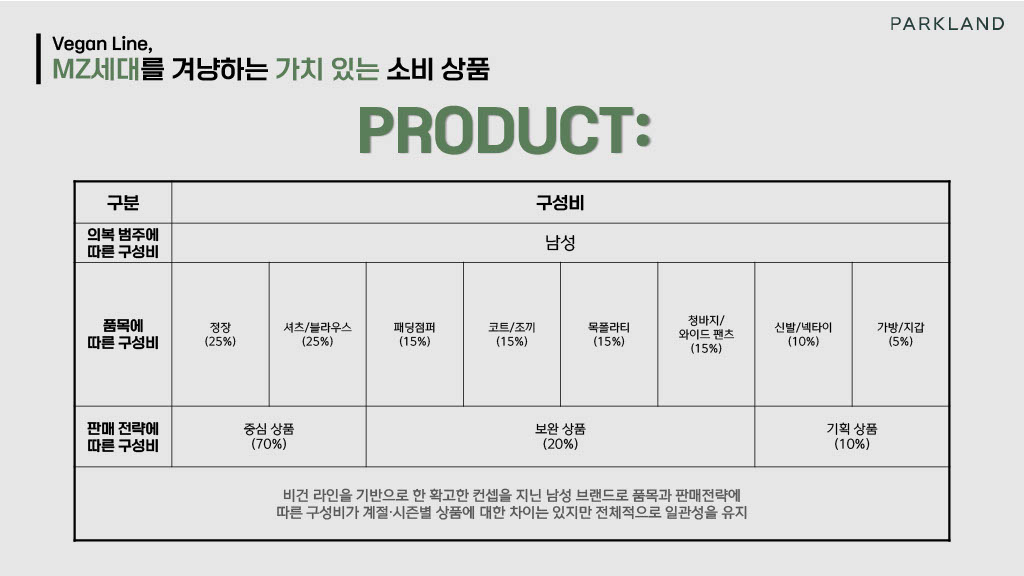 PARKLAND
Vegan Line,
MZ세대를 겨냥하는 가치 있는 소비 상품
PRODUCT:
구분
구성비
의복 범주에
따른 구성비
남성
품목에
따른 구성비
정장
(25%)
셔츠/블라우스
(25%)
패딩점퍼
(15%)
코트/조끼
(15%)
목폴라티
(15%)
청바지/
와이드 팬츠
(15%)
신발/넥타이
(10%)
가방/지갑
(5%)
판매 전략에
따른 구성비
중심 상품
(70%)
보완 상품
(20%)
기획 상품
(10%)
비건 라인을 기반으로 한 확고한 컨셉을 지닌 남성 브랜드로 품목과 판매전략에
따른 구성비가 계절·시즌별 상품에 대한 차이는 있지만 전체적으로 일관성을 유지